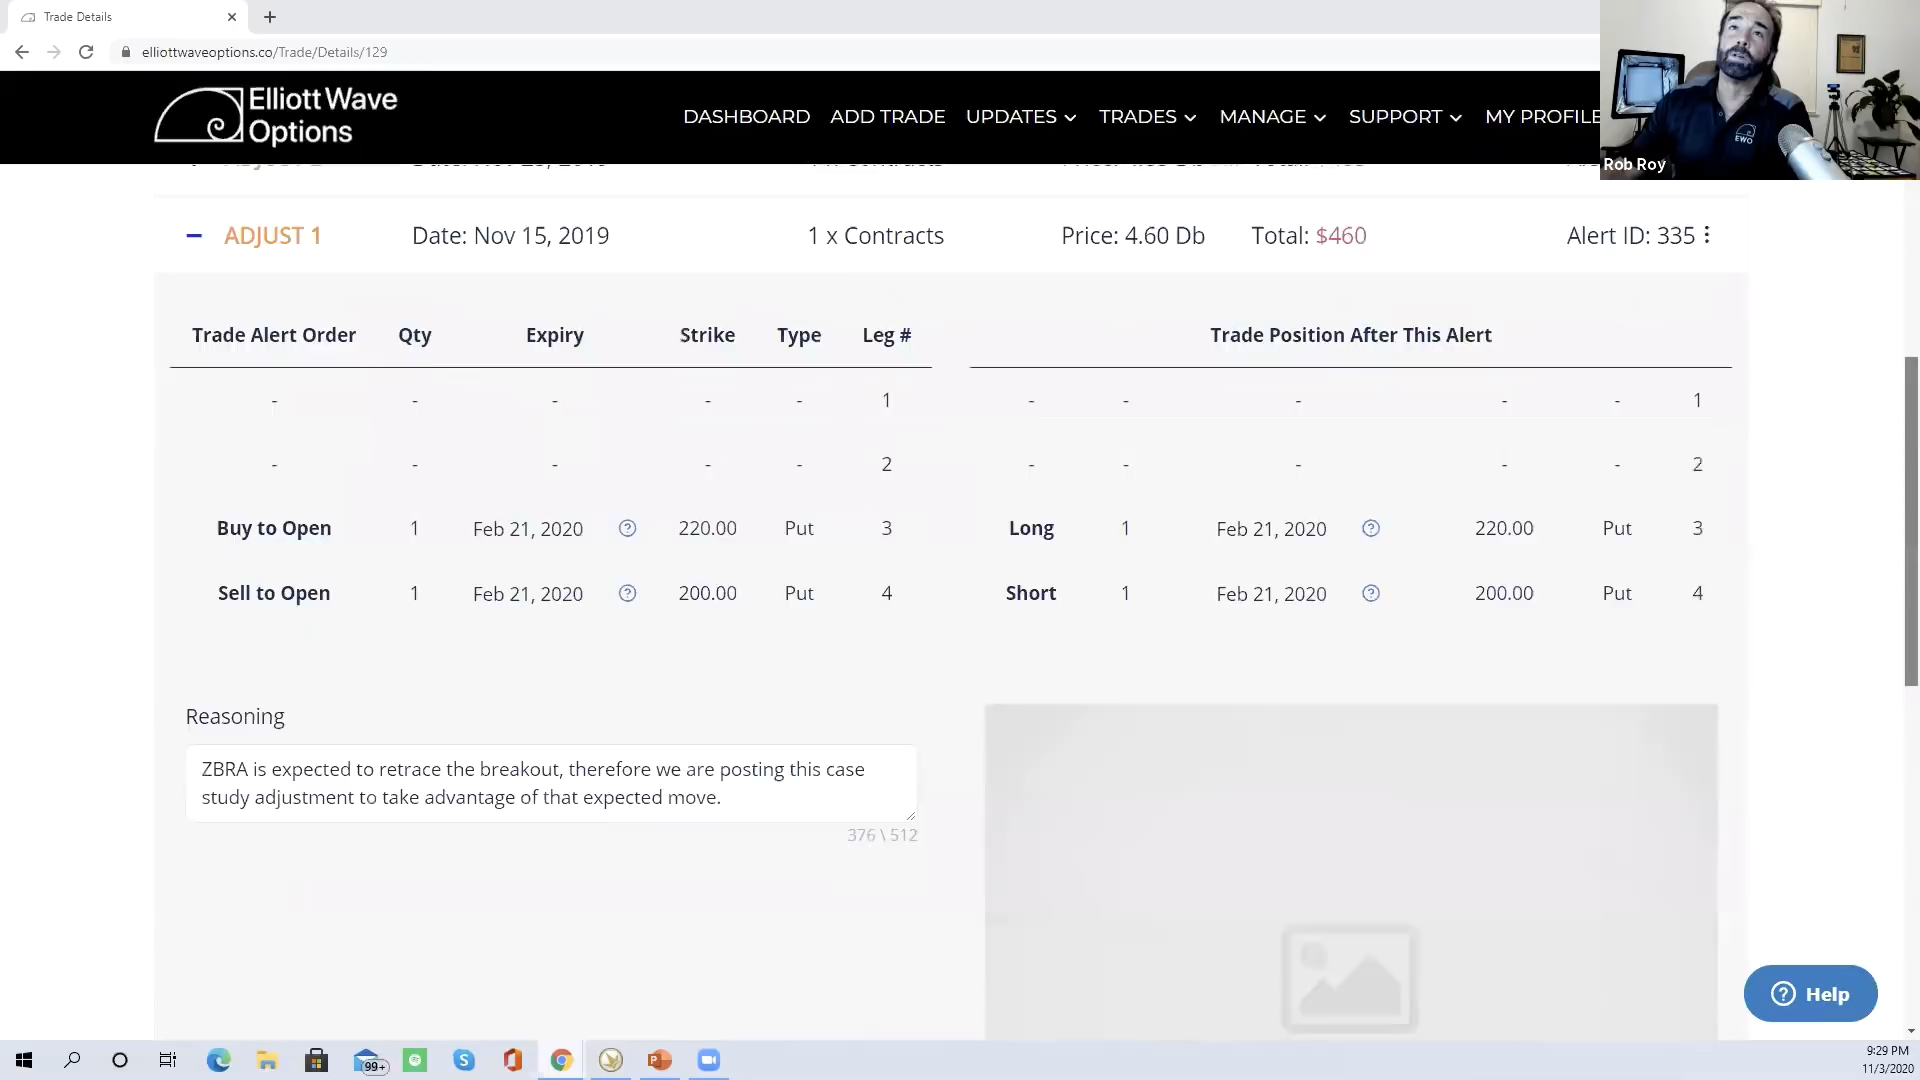 Trade Details
elliottwaveoptions.co/Trade/Details/129
Elliott Wave
Options
DASHBOARD ADD TRADE UPDATES TRADES MANAGE SUPPORT MY PROFILE
EWO
Rob Roy
ADJUST 1 Date: Nov 15, 2019 1 x Contracts Price: 4.60 Db Total: $460 Alert ID: 335
Trade Alert Order Qty Expiry Strike Type Leg # Trade Position After This Alert
- - - - - 1 - - - - - 1
- - - - - 2 - - - - - 2
Buy to Open 1 Feb 21, 2020 220.00 Put 3 Long 1 Feb 21, 2020 220.00 Put 3
Sell to Open 1 Feb 21, 2020 200.00 Put 4 Short 1 Feb 21, 2020 200.00 Put 4
Reasoning
ZBRA is expected to retrace the breakout, therefore we are posting this case
study adjustment to take advantage of that expected move.
376 \ 512
Help
99+
9:29 PM
11/3/2020